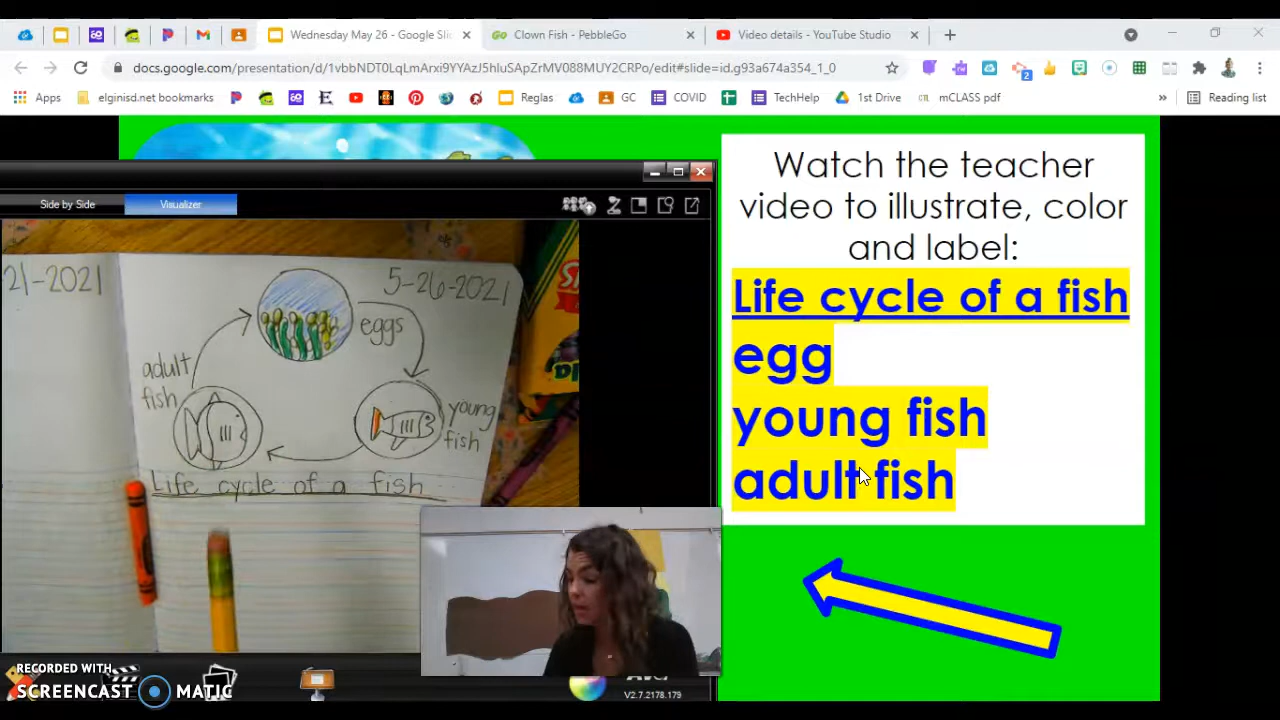 Wednesday May 26 - Google Slid
Clown Fish - PebbleGo
Video details - YouTube Studio
docs.google.com/presentation/d/1vbbNDT0LqLmArxi9YYAzJ5hIuSApZrMV088MUY2CRPo/edit#slide=id.g93a674a354_1_0
Apps
elginisd.net bookmarks
Reglas
GC
COVID
TechHelp
1st Drive
mCLASS pdf
Reading list
Side by Side
Visualizer
21-2021
5-26-2021
eggs
adult
fish
young
fish
Life cycle of a fish
Watch the teacher
video to illustrate, color
and label:
Life cycle of a fish
egg
young fish
adult fish
RECORDED WITH
SCREENCAST MATIC
V2.7.2178.179